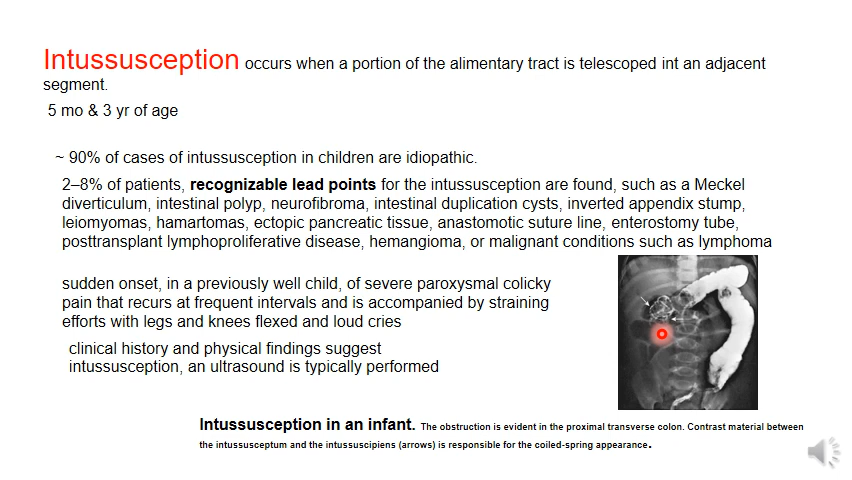 Intussusception occurs when a portion of the alimentary tract is telescoped int an adjacent
segment.
5 mo & 3 yr of age
~ 90% of cases of intussusception in children are idiopathic.
2–8% of patients, recognizable lead points for the intussusception are found, such as a Meckel
diverticulum, intestinal polyp, neurofibroma, intestinal duplication cysts, inverted appendix stump,
leiomyomas, hamartomas, ectopic pancreatic tissue, anastomotic suture line, enterostomy tube,
posttransplant lymphoproliferative disease, hemangioma, or malignant conditions such as lymphoma
sudden onset, in a previously well child, of severe paroxysmal colicky
pain that recurs at frequent intervals and is accompanied by straining
efforts with legs and knees flexed and loud cries
clinical history and physical findings suggest
intussusception, an ultrasound is typically performed
Intussusception in an infant. The obstruction is evident in the proximal transverse colon. Contrast material between
the intussusceptum and the intussuscipiens (arrows) is responsible for the coiled-spring appearance.